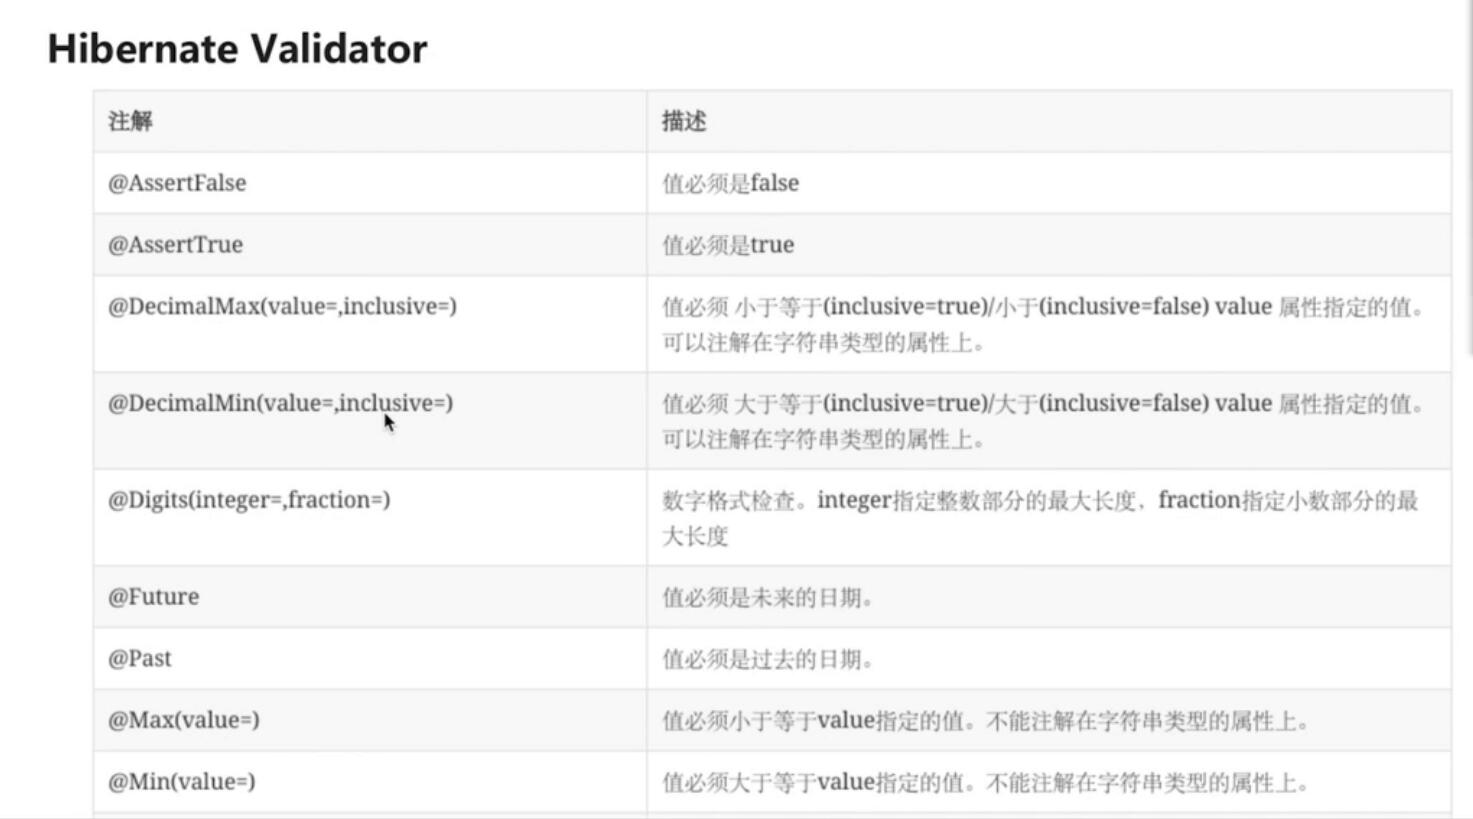 Hibernate Validator
注解 描述
@AssertFalse 值必须是false
@AssertTrue 值必须是true
@DecimalMax(value=,inclusive=) 值必须 小于等于(inclusive=true)/小于(inclusive=false) value 属性指定的值。
可以注解在字符串类型的属性上。
@DecimalMin(value=,inclusive=) 值必须 大于等于(inclusive=true)/大于(inclusive=false) value 属性指定的值。
可以注解在字符串类型的属性上。
@Digits(integer=,fraction=) 数字格式检查。integer指定整数部分的最大长度，fraction指定小数部分的最
大长度
@Future 值必须是未来的日期。
@Past 值必须是过去的日期。
@Max(value=) 值必须小于等于value指定的值。不能注解在字符串类型的属性上。
@Min(value=) 值必须大于等于value指定的值。不能注解在字符串类型的属性上。